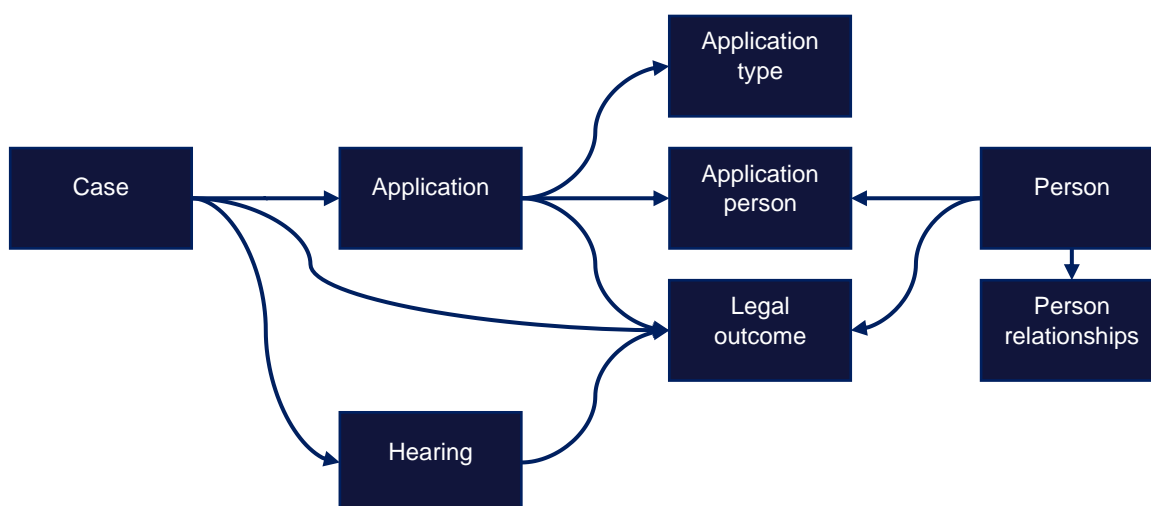 Application
type
Case
Application
Application
person
Person
Legal
outcome
Person
relationships
Hearing